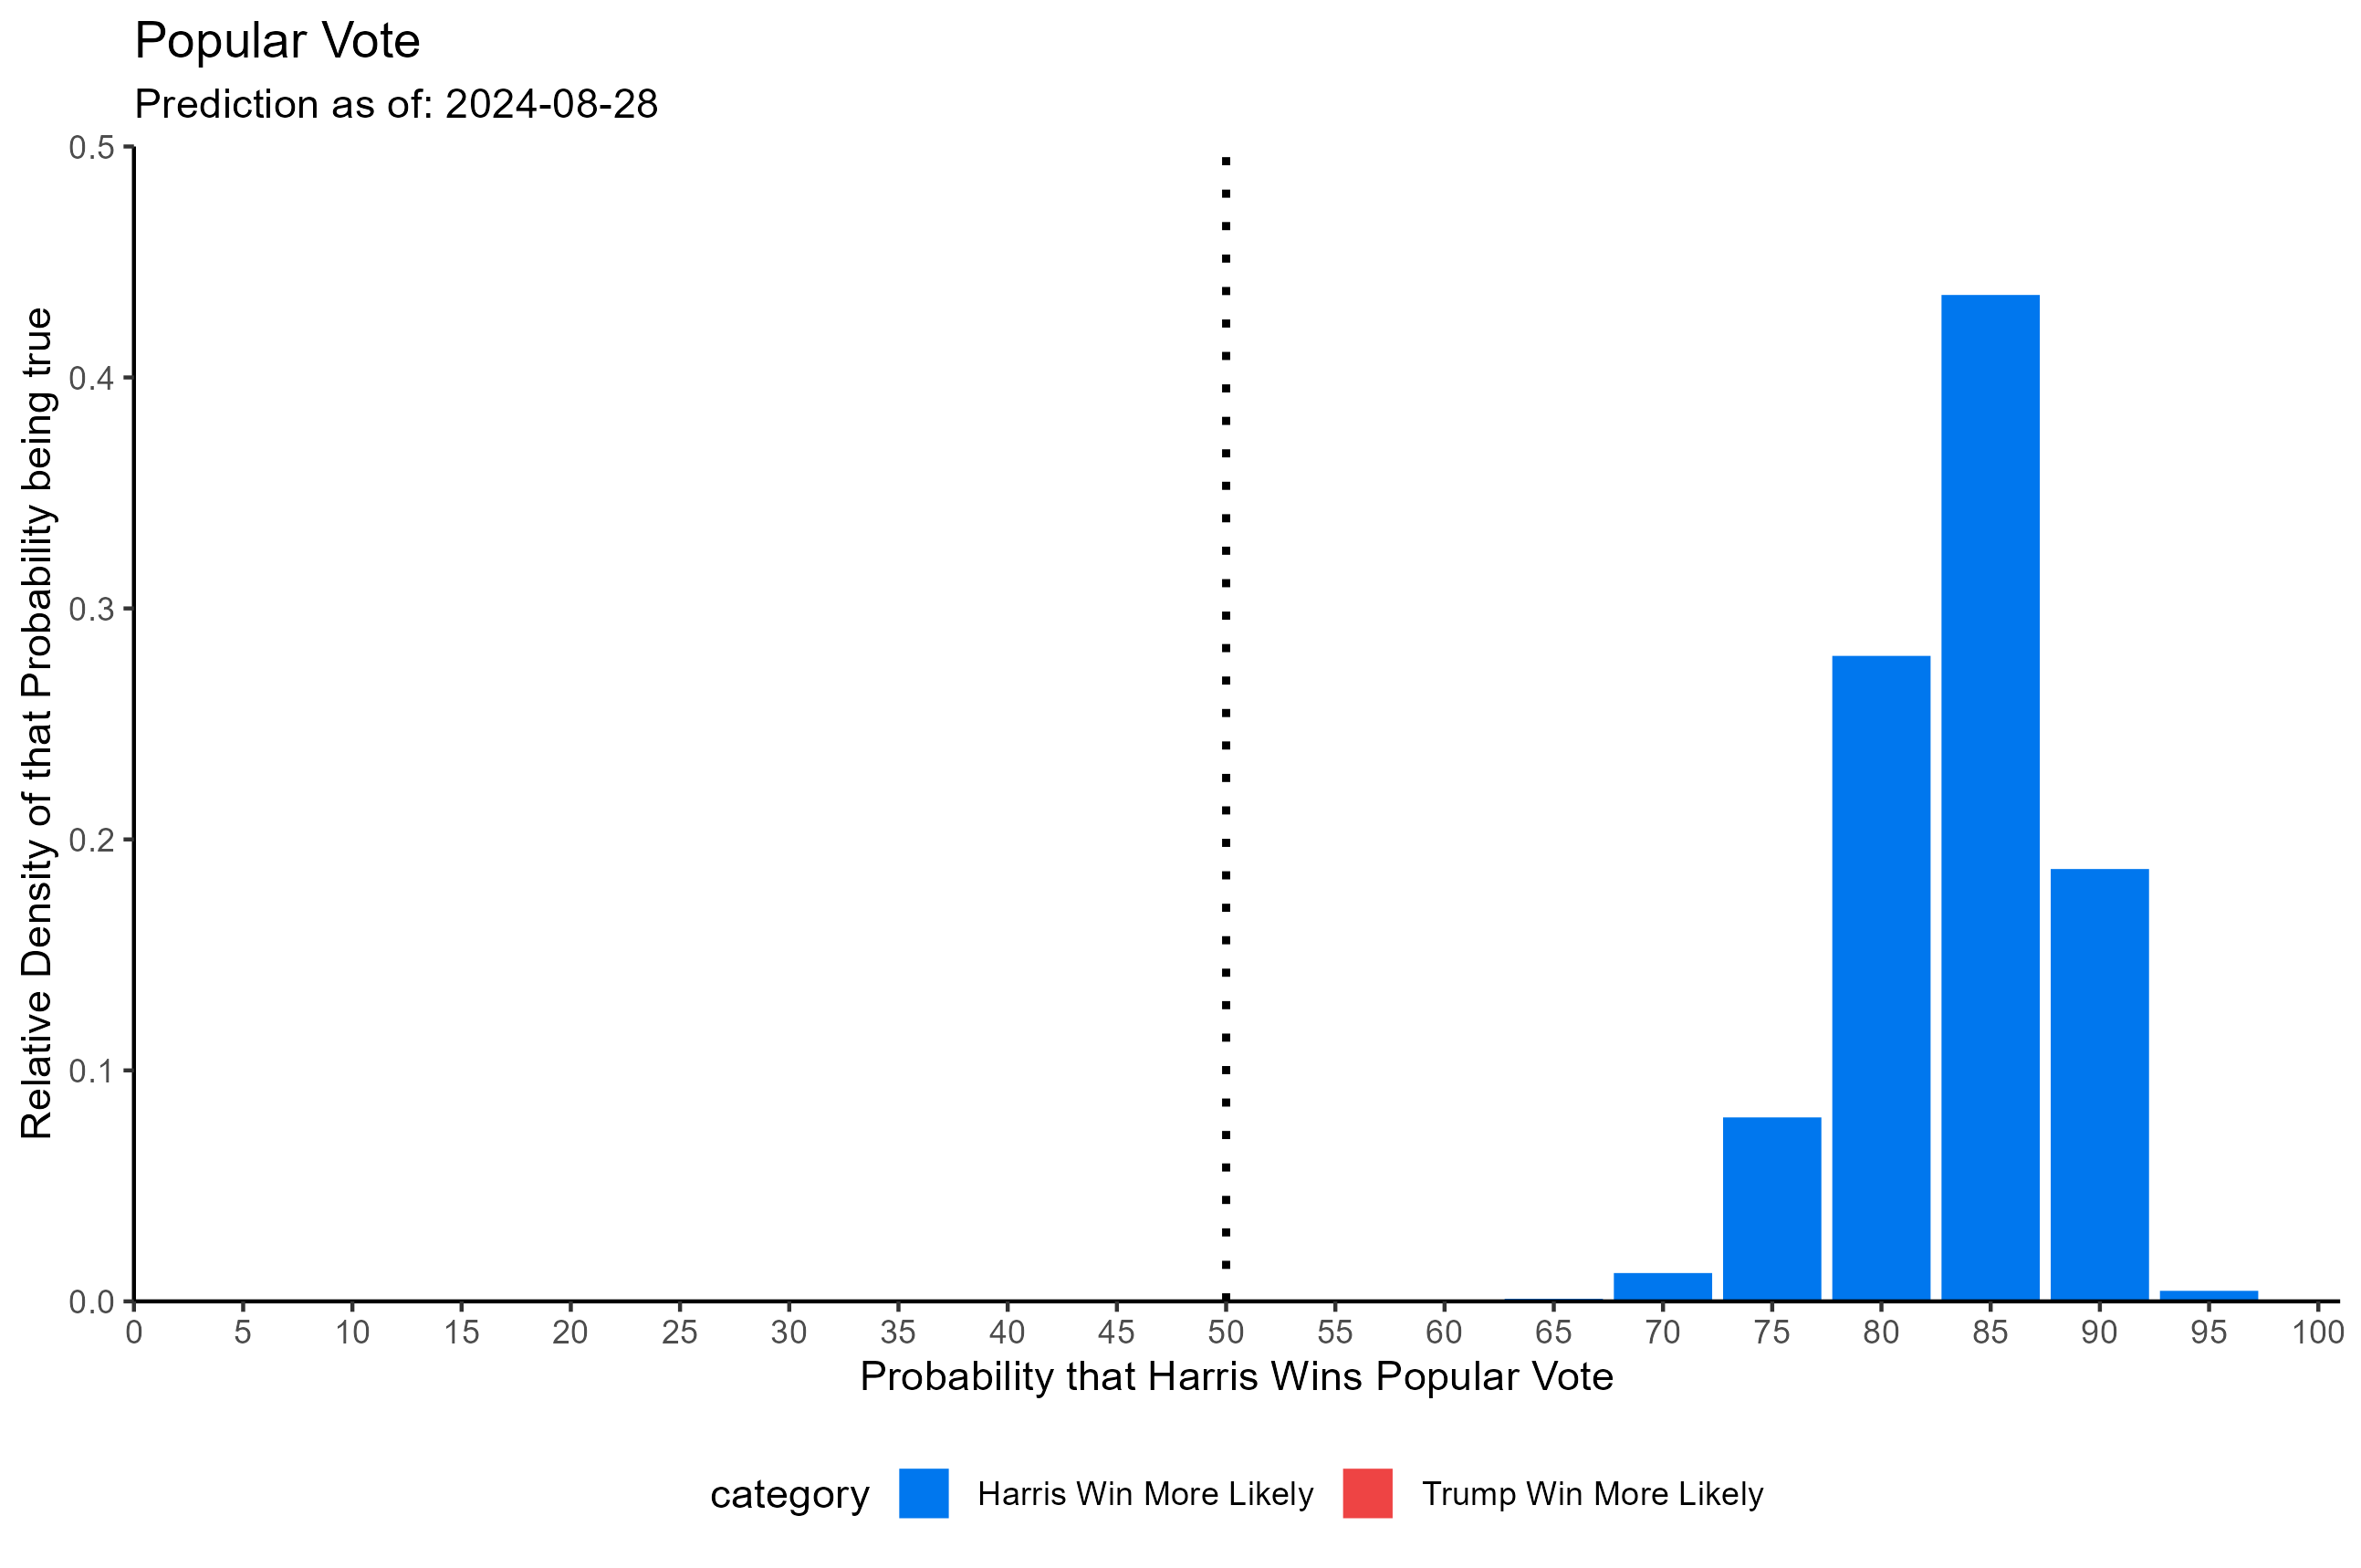 Popular Vote
Prediction as of: 2024-08-28
Relative Density of that Probability being true
0.5
0.4
0.3
0.2
0.1
0.0
0 5 10 15 20 25 30 35 40 45 50 55 60 65 70 75 80 85 90 95 100
Probability that Harris Wins Popular Vote
category Harris Win More Likely Trump Win More Likely